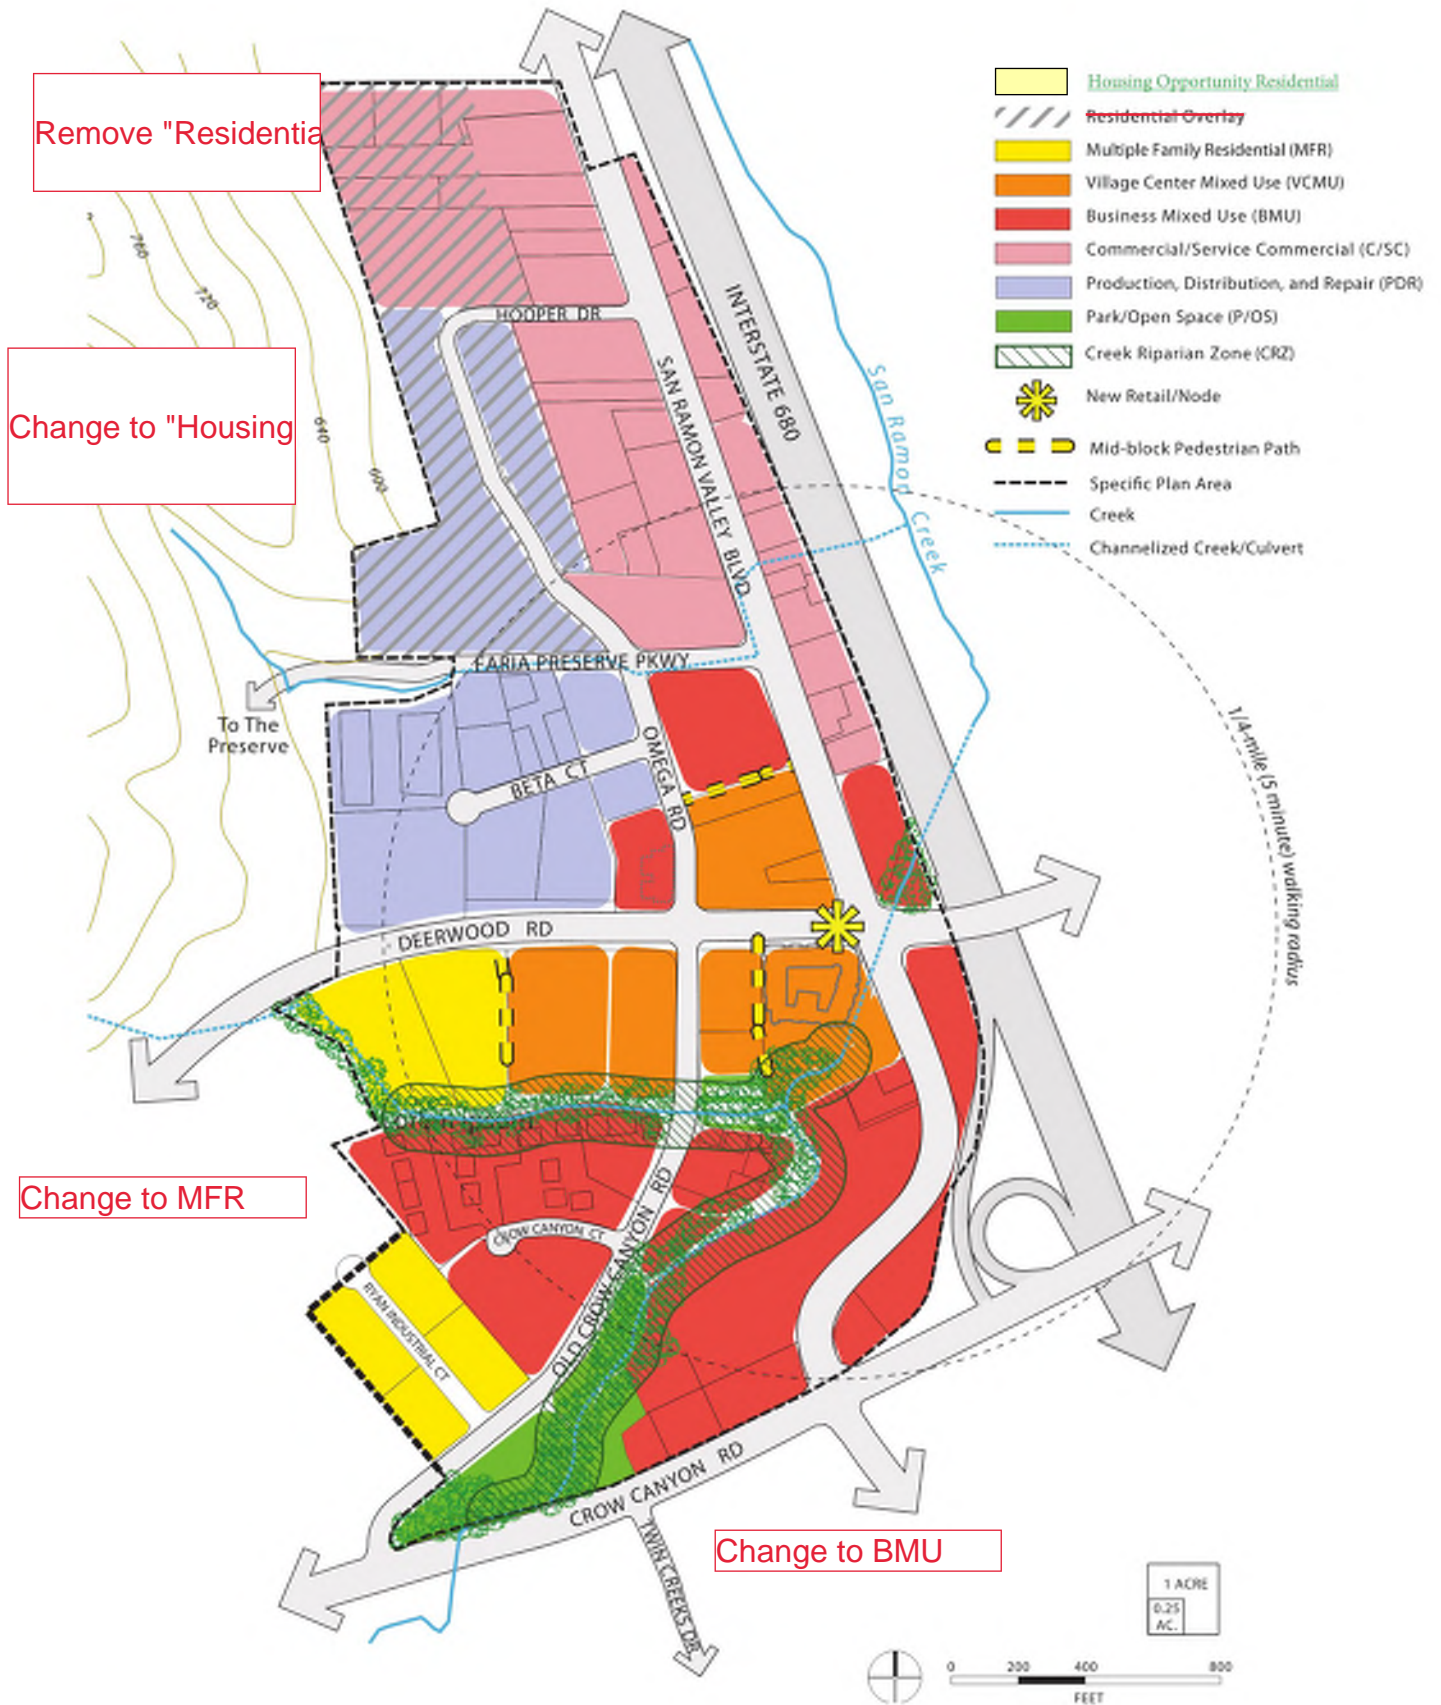 Housing Opportunity Residential
Residential Overlay
Multiple Family Residential (MFR)
Village Center Mixed Use (VCMU)
Business Mixed Use (BMU)
Commercial/Service Commercial (C/SC)
Production, Distribution, and Repair (PDR)
Park/Open Space (P/OS)
Creek Riparian Zone (CRZ)
New Retail/Node
Mid-block Pedestrian Path
Specific Plan Area
Creek
Channelized Creek/Culvert
Remove "Residentia
Change to "Housing
760
720
640
600
HOOPER DR
INTERSTATE 680
SAN RAMON VALLEY BLVD
San Ramon Creek
FARIA PRESERVE PKWY
To The
Preserve
BETA CT
OMEGA RD
1/4-mile (5 minute) walking radius
DEERWOOD RD
Change to MFR
CROW CANYON CT
OLD CROW CANYON RD
RYAN INDUSTRIAL CT
CROW CANYON RD
TWIN CREEKS DR
Change to BMU
1 ACRE
0.25
AC.
0 200 400 800
FEET